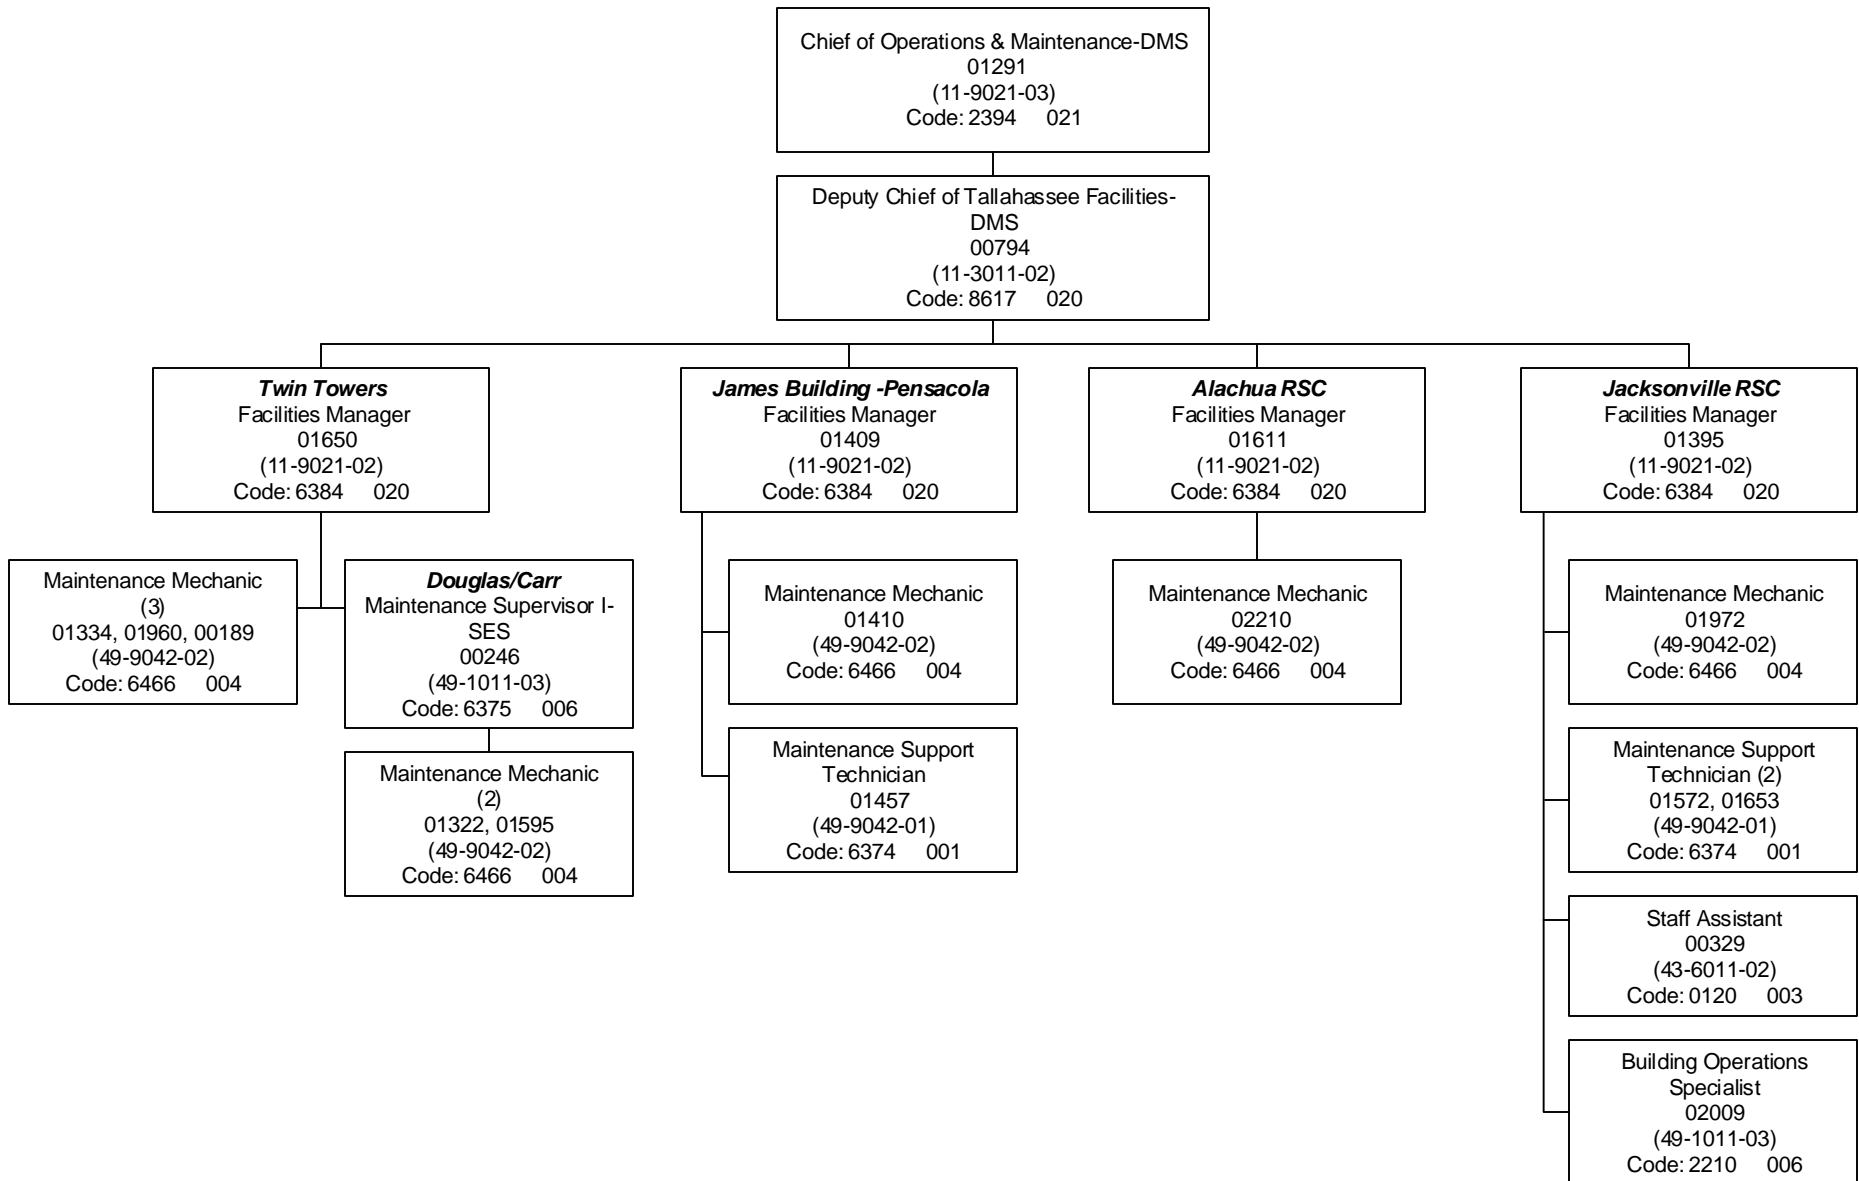 Chief of Operations & Maintenance-DMS
01291
(11-9021-03)
Code: 2394 021
Deputy Chief of Tallahassee Facilities-
DMS
00794
(11-3011-02)
Code: 8617 020
Twin Towers
Facilities Manager
01650
(11-9021-02)
Code: 6384 020
James Building -Pensacola
Facilities Manager
01409
(11-9021-02)
Code: 6384 020
Alachua RSC
Facilities Manager
01611
(11-9021-02)
Code: 6384 020
Jacksonville RSC
Facilities Manager
01395
(11-9021-02)
Code: 6384 020
Maintenance Mechanic
(3)
01334, 01960, 00189
(49-9042-02)
Code: 6466 004
Douglas/Carr
Maintenance Supervisor I-
SES
00246
(49-1011-03)
Code: 6375 006
Maintenance Mechanic
(2)
01322, 01595
(49-9042-02)
Code: 6466 004
Maintenance Mechanic
01410
(49-9042-02)
Code: 6466 004
Maintenance Support
Technician
01457
(49-9042-01)
Code: 6374 001
Maintenance Mechanic
02210
(49-9042-02)
Code: 6466 004
Maintenance Mechanic
01972
(49-9042-02)
Code: 6466 004
Maintenance Support
Technician (2)
01572, 01653
(49-9042-01)
Code: 6374 001
Staff Assistant
00329
(43-6011-02)
Code: 0120 003
Building Operations
Specialist
02009
(49-1011-03)
Code: 2210 006